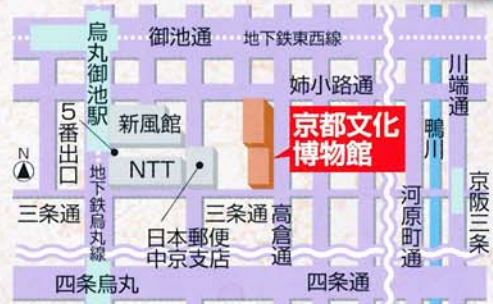 御池通
地下鉄東西線
烏丸御池駅
姉小路通
川端通
5番出口
新風館
京都文化
博物館
鴨川
N
NTT
地下鉄烏丸線
三条通
日本郵便
中京支店
三条通
高倉通
河原町通
京阪三条
四条烏丸
四条通